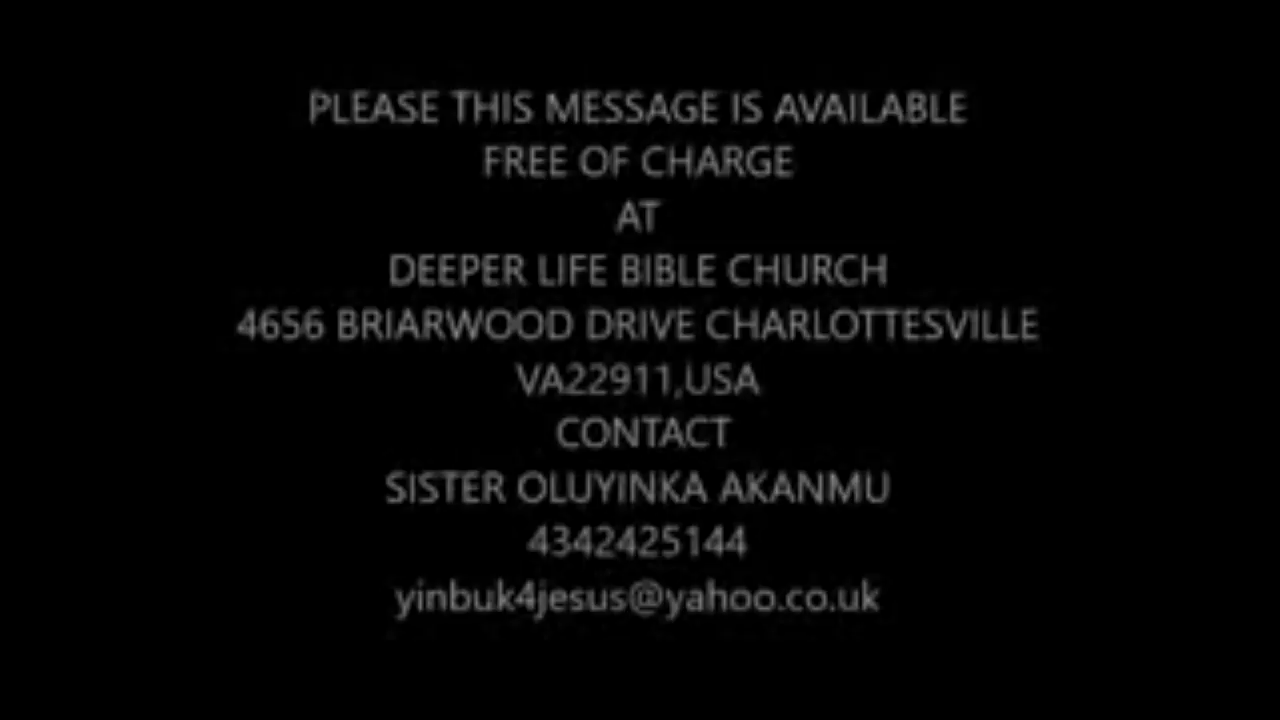 PLEASE THIS MESSAGE IS AVAILABLE
FREE OF CHARGE
AT
DEEPER LIFE BIBLE CHURCH
4656 BRIARWOOD DRIVE CHARLOTTESVILLE
VA22911,USA
CONTACT
SISTER OLUYINKA AKANMU
4342425144
yinbuk4jesus@yahoo.co.uk